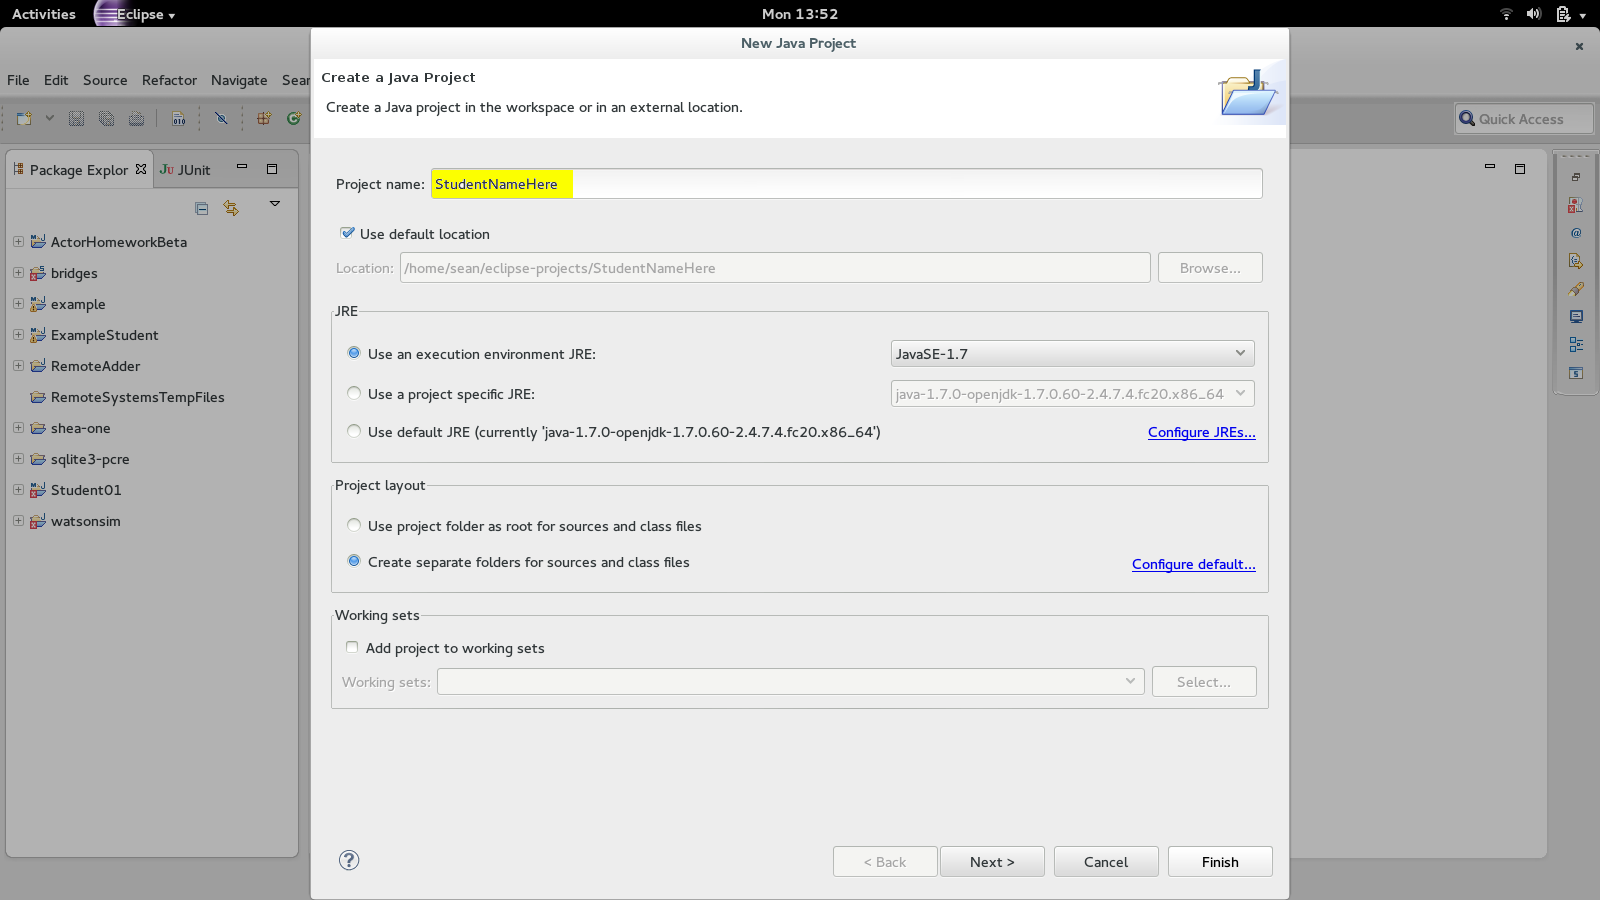 Activities Eclipse Mon 13:52
New Java Project
File Edit Source Refactor Navigate Sear
Create a Java Project
Create a Java project in the workspace or in an external location.
Quick Access
Package Explor JUnit
Project name: StudentNameHere
Use default location
Location: /home/sean/eclipse-projects/StudentNameHere Browse...
ActorHomeworkBeta
bridges
example
ExampleStudent
RemoteAdder
RemoteSystemsTempFiles
shea-one
sqlite3-pcre
Student01
watsonsim
JRE
Use an execution environment JRE: JavaSE-1.7
Use a project specific JRE: java-1.7.0-openjdk-1.7.0.60-2.4.7.4.fc20.x86_64
Use default JRE (currently 'java-1.7.0-openjdk-1.7.0.60-2.4.7.4.fc20.x86_64') Configure JREs...
Project layout
Use project folder as root for sources and class files
Create separate folders for sources and class files Configure default...
Working sets
Add project to working sets
Working sets: Select...
? < Back Next > Cancel Finish